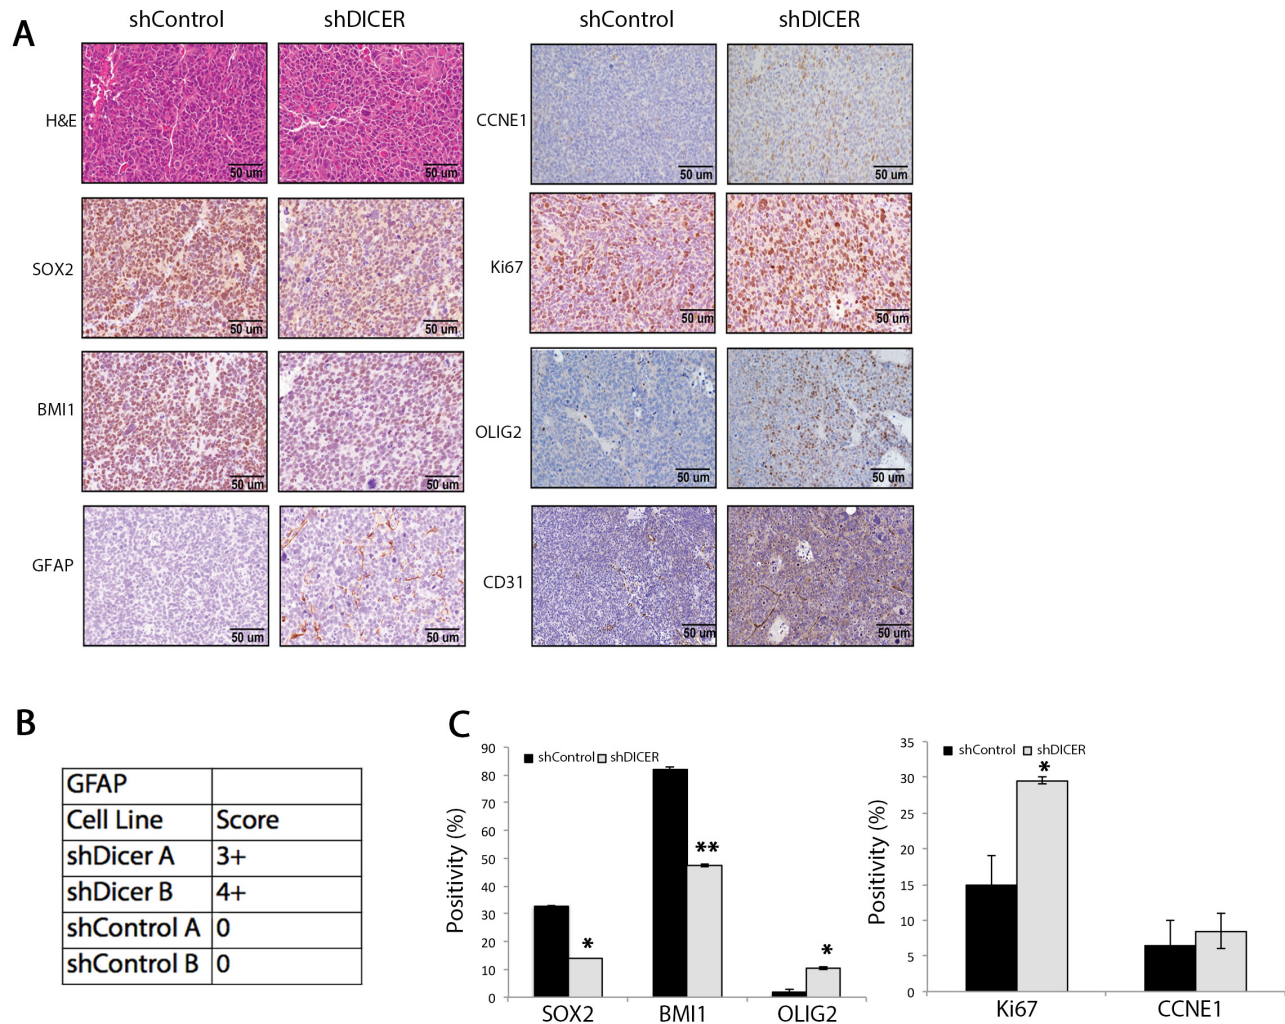 A
shControl
shDICER
shControl
shDICER
H&E
50 um
50 um
CCNE1
50 um
50 um
SOX2
50 um
50 um
Ki67
50 um
50 um
BMI1
50 um
50 um
OLIG2
50 um
50 um
GFAP
50 um
50 um
CD31
50 um
50 um
B
GFAP
Cell Line Score
shDicer A 3+
shDicer B 4+
shControl A 0
shControl B 0
C
shControl shDICER
Positivity (%)
90
80
70
60
50
40
30
20
10
0
*
**
*
SOX2 BMI1 OLIG2
shControl shDICER
Positivity (%)
35
30
25
20
15
10
5
0
*
Ki67 CCNE1